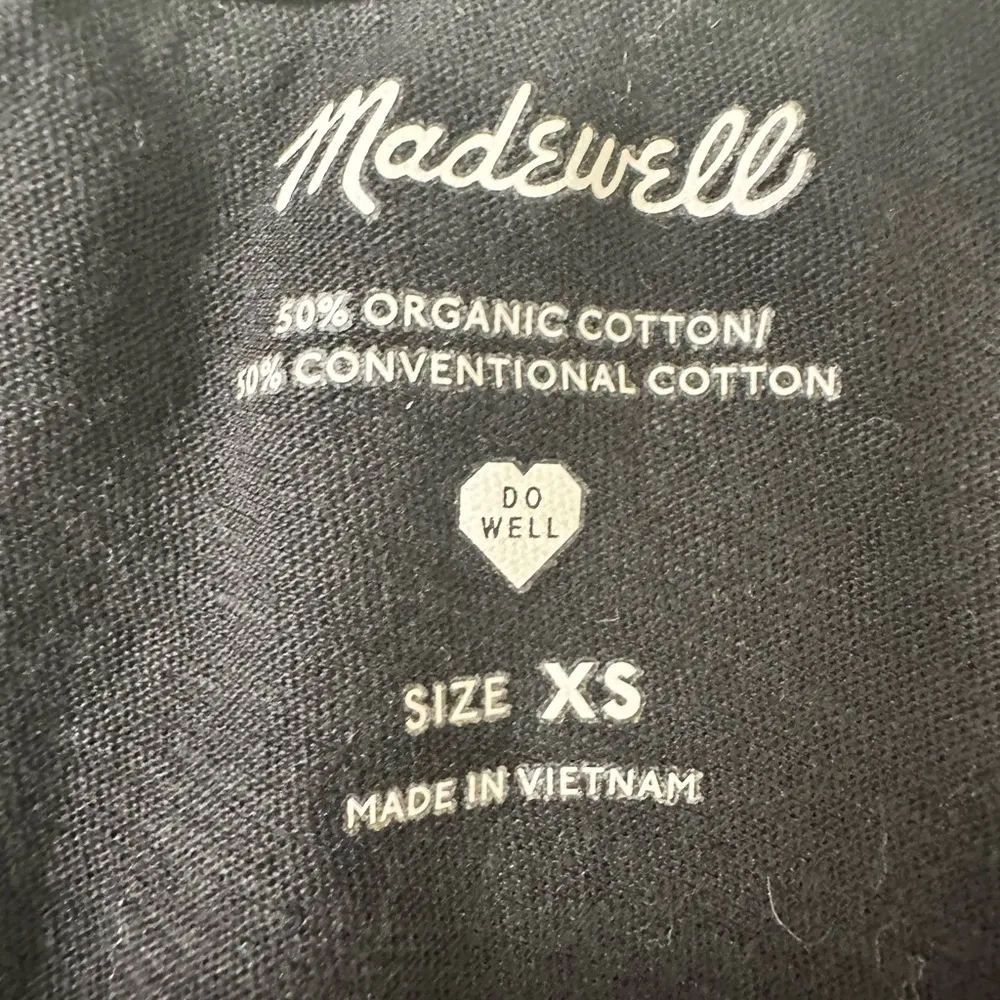 Madewell
50% ORGANIC COTTON/
50% CONVENTIONAL COTTON
DO
WELL
SIZE XS
MADE IN VIETNAM